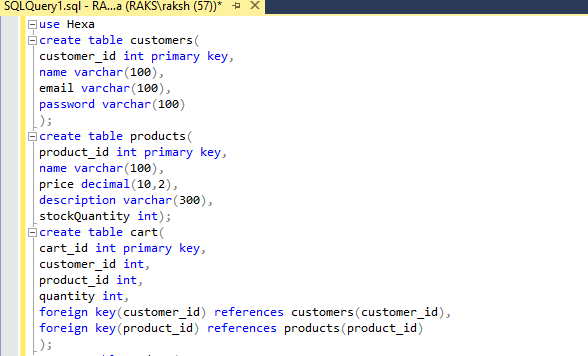 SQLQuery1.sql - RA...a (RAKS\raksh (57))*
use Hexa
create table customers(
customer_id int primary key,
name varchar(100),
email varchar(100),
password varchar(100)
);
create table products(
product_id int primary key,
name varchar(100),
price decimal(10,2),
description varchar(300),
stockQuantity int);
create table cart(
cart_id int primary key,
customer_id int,
product_id int,
quantity int,
foreign key(customer_id) references customers(customer_id),
foreign key(product_id) references products(product_id)
);